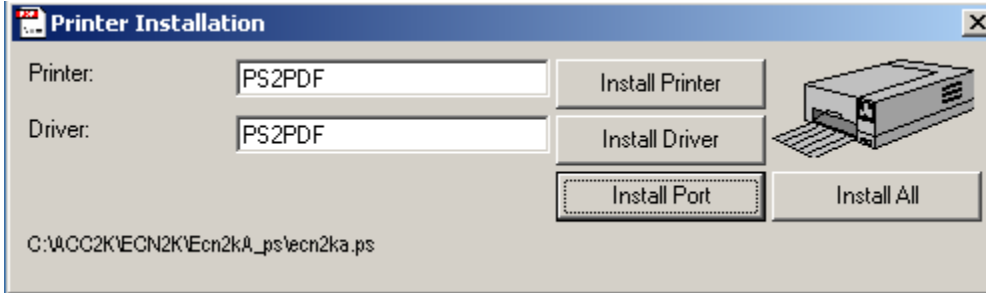 Printer Installation
Printer: PS2PDF Install Printer
Driver: PS2PDF Install Driver
Install Port Install All
C:\ACC2K\ECN2K\Ecn2kA_ps\ecn2ka.ps